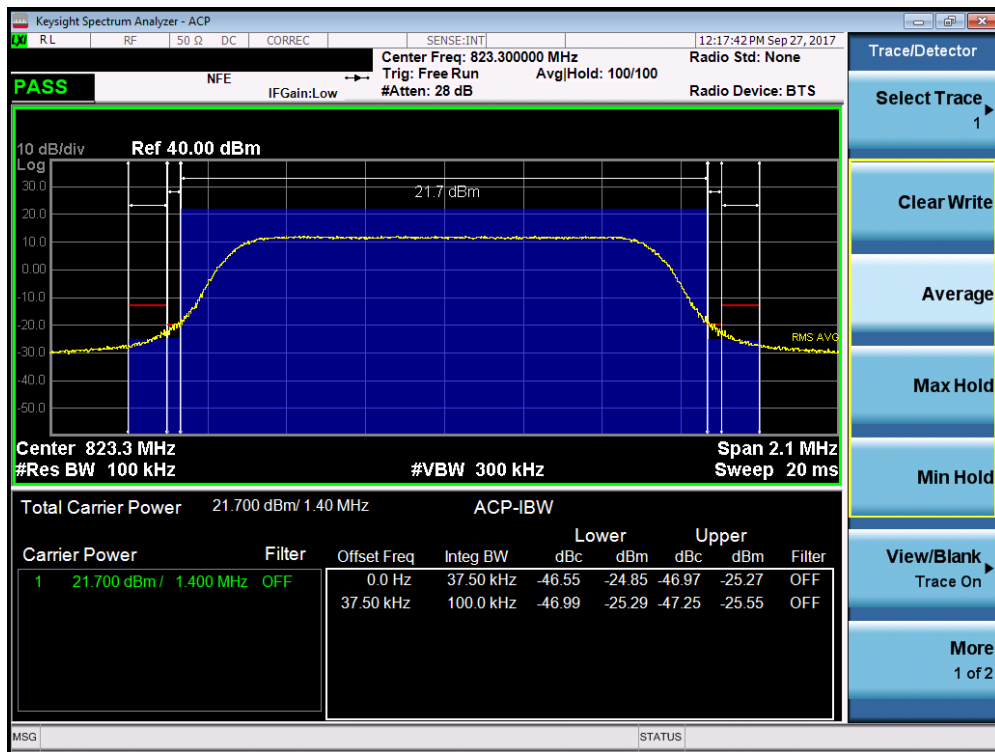 Keysight Spectrum Analyzer - ACP
LXI RL RF 50 Ω DC CORREC SENSE:INT 12:17:42 PM Sep 27, 2017
Center Freq: 823.300000 MHz Radio Std: None
NFE Trig: Free Run Avg|Hold: 100/100
PASS IFGain:Low #Atten: 28 dB Radio Device: BTS
10 dB/div Ref 40.00 dBm
Log
30.0
21.7 dBm
20.0
10.0
0.00
-10.0
-20.0
RMS AVG
-30.0
-40.0
-50.0
Center 823.3 MHz Span 2.1 MHz
#Res BW 100 kHz #VBW 300 kHz Sweep 20 ms
Total Carrier Power 21.700 dBm/ 1.40 MHz ACP-IBW
Lower Upper
Carrier Power Filter Offset Freq Integ BW dBc dBm dBc dBm Filter
1 21.700 dBm / 1.400 MHz OFF 0.0 Hz 37.50 kHz -46.55 -24.85 -46.97 -25.27 OFF
37.50 kHz 100.0 kHz -46.99 -25.29 -47.25 -25.55 OFF
MSG STATUS
Trace/Detector
Select Trace
1
Clear Write
Average
Max Hold
Min Hold
View/Blank
Trace On
More
1 of 2